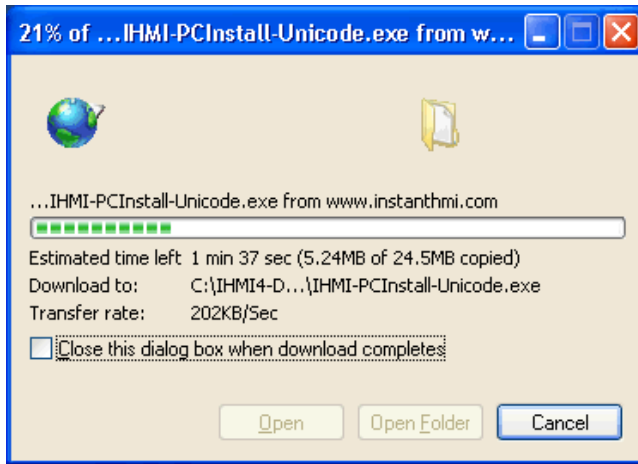 21% of ...IHMI-PCInstall-Unicode.exe from w...
...IHMI-PCInstall-Unicode.exe from www.instanthmi.com
Estimated time left 1 min 37 sec (5.24MB of 24.5MB copied)
Download to: C:\IHMI4-D...\IHMI-PCInstall-Unicode.exe
Transfer rate: 202KB/Sec
Close this dialog box when download completes
Open Open Folder Cancel